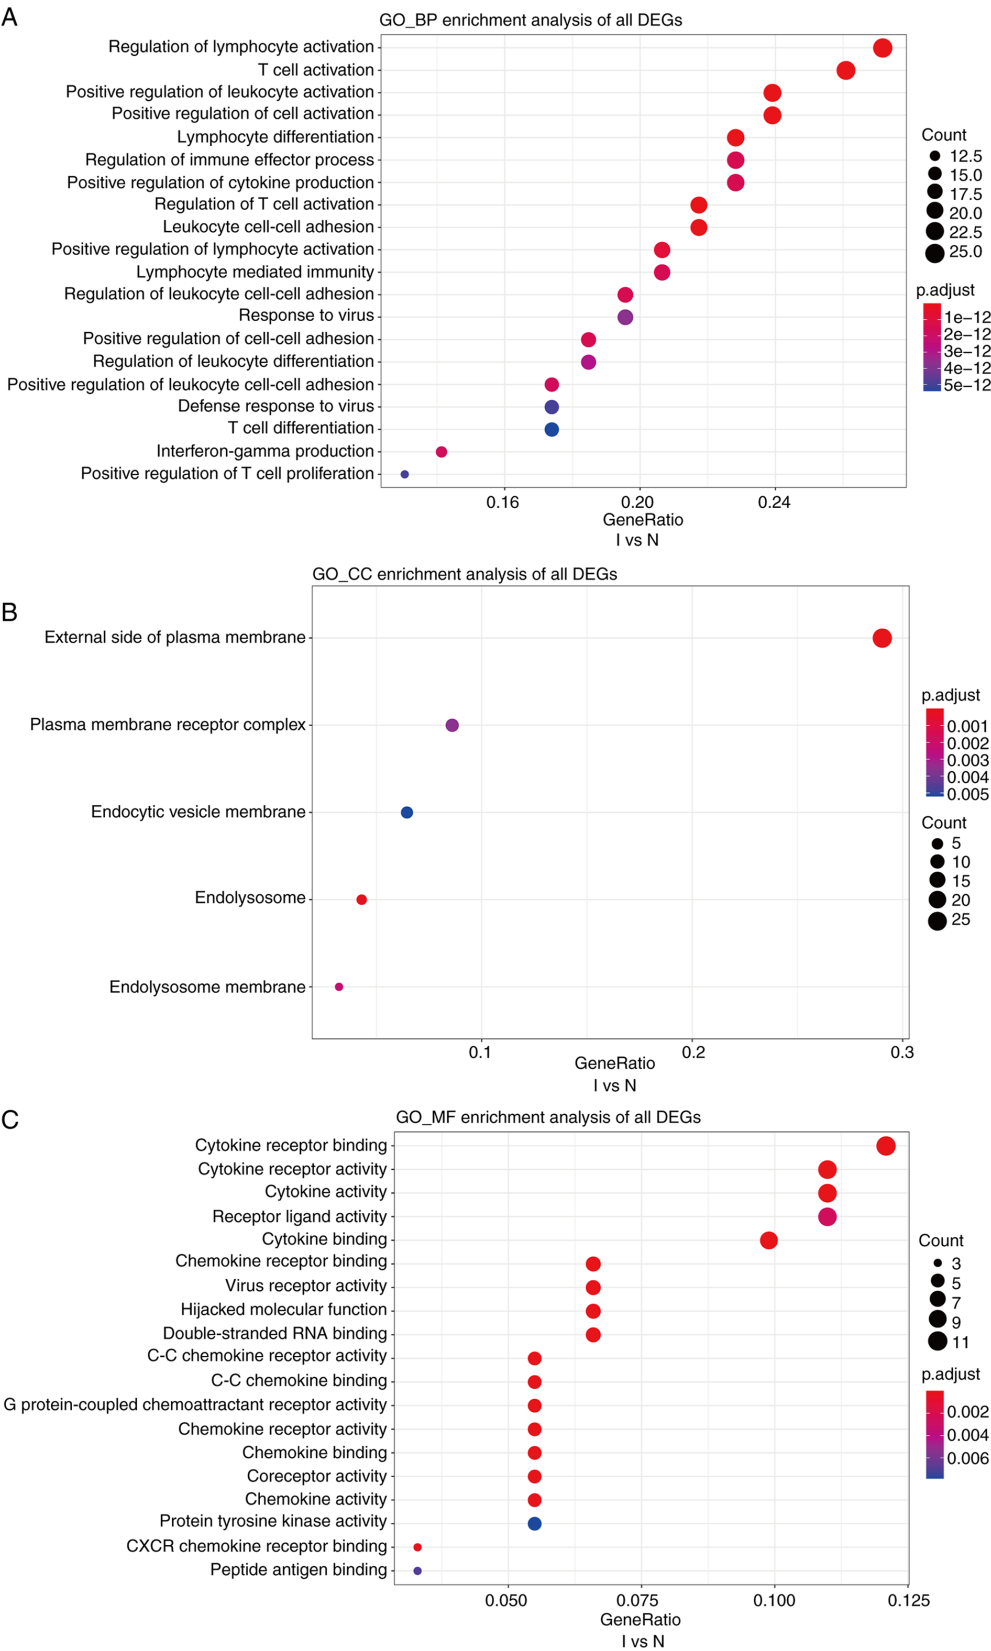 A
GO_BP enrichment analysis of all DEGs
Regulation of lymphocyte activation
T cell activation
Positive regulation of leukocyte activation
Positive regulation of cell activation
Lymphocyte differentiation
Regulation of immune effector process
Positive regulation of cytokine production
Regulation of T cell activation
Leukocyte cell-cell adhesion
Positive regulation of lymphocyte activation
Lymphocyte mediated immunity
Regulation of leukocyte cell-cell adhesion
Response to virus
Positive regulation of cell-cell adhesion
Regulation of leukocyte differentiation
Positive regulation of leukocyte cell-cell adhesion
Defense response to virus
T cell differentiation
Interferon-gamma production
Positive regulation of T cell proliferation
0.16 0.20 0.24
GeneRatio
I vs N
Count
12.5
15.0
17.5
20.0
22.5
25.0
p.adjust
1e−12
2e−12
3e−12
4e−12
5e−12
B
GO_CC enrichment analysis of all DEGs
External side of plasma membrane
Plasma membrane receptor complex
Endocytic vesicle membrane
Endolysosome
Endolysosome membrane
0.1 0.2 0.3
GeneRatio
I vs N
p.adjust
0.001
0.002
0.003
0.004
0.005
Count
5
10
15
20
25
C
GO_MF enrichment analysis of all DEGs
Cytokine receptor binding
Cytokine receptor activity
Cytokine activity
Receptor ligand activity
Cytokine binding
Chemokine receptor binding
Virus receptor activity
Hijacked molecular function
Double-stranded RNA binding
C-C chemokine receptor activity
C-C chemokine binding
G protein-coupled chemoattractant receptor activity
Chemokine receptor activity
Chemokine binding
Coreceptor activity
Chemokine activity
Protein tyrosine kinase activity
CXCR chemokine receptor binding
Peptide antigen binding
0.050 0.075 0.100 0.125
GeneRatio
I vs N
Count
3
5
7
9
11
p.adjust
0.002
0.004
0.006